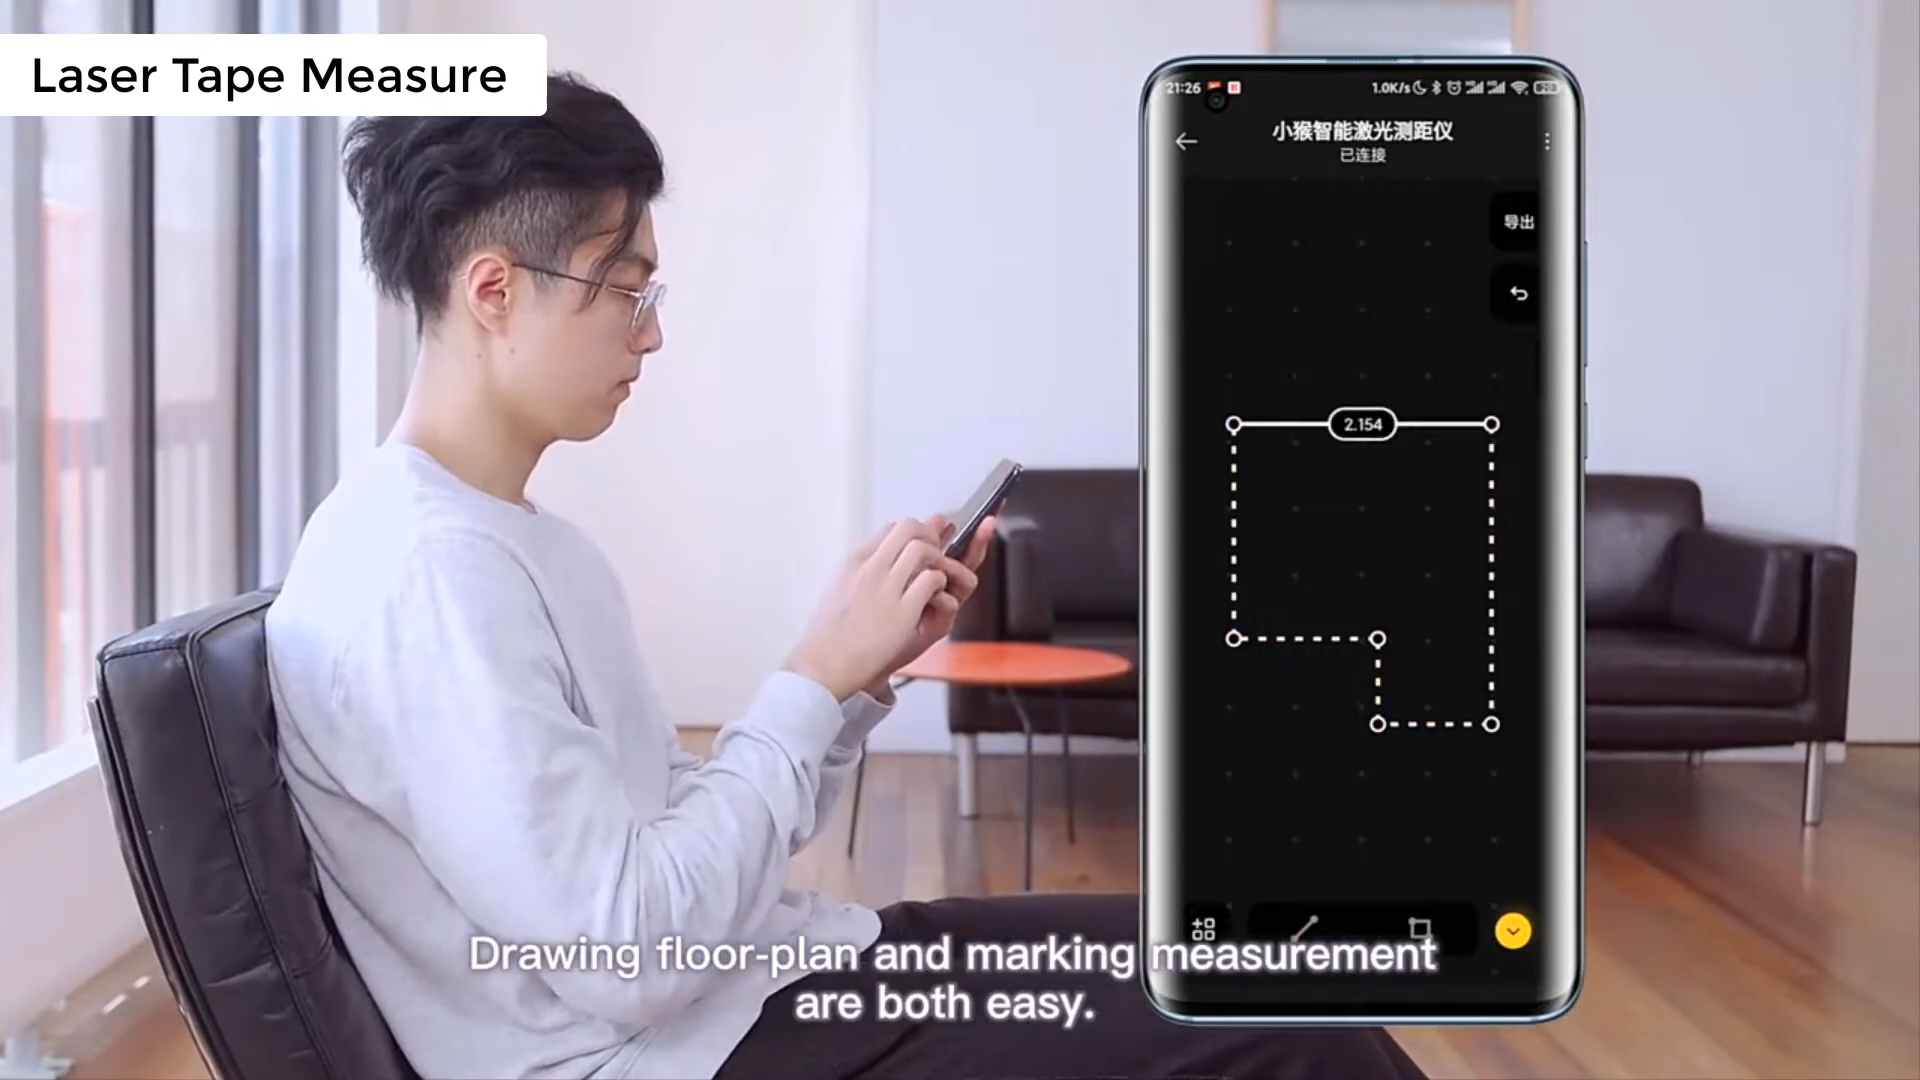 Laser Tape Measure
21:26
1.0K/s
小猴智能激光测距仪
已连接
导出
2.154
Drawing floor-plan and marking measurement
are both easy.